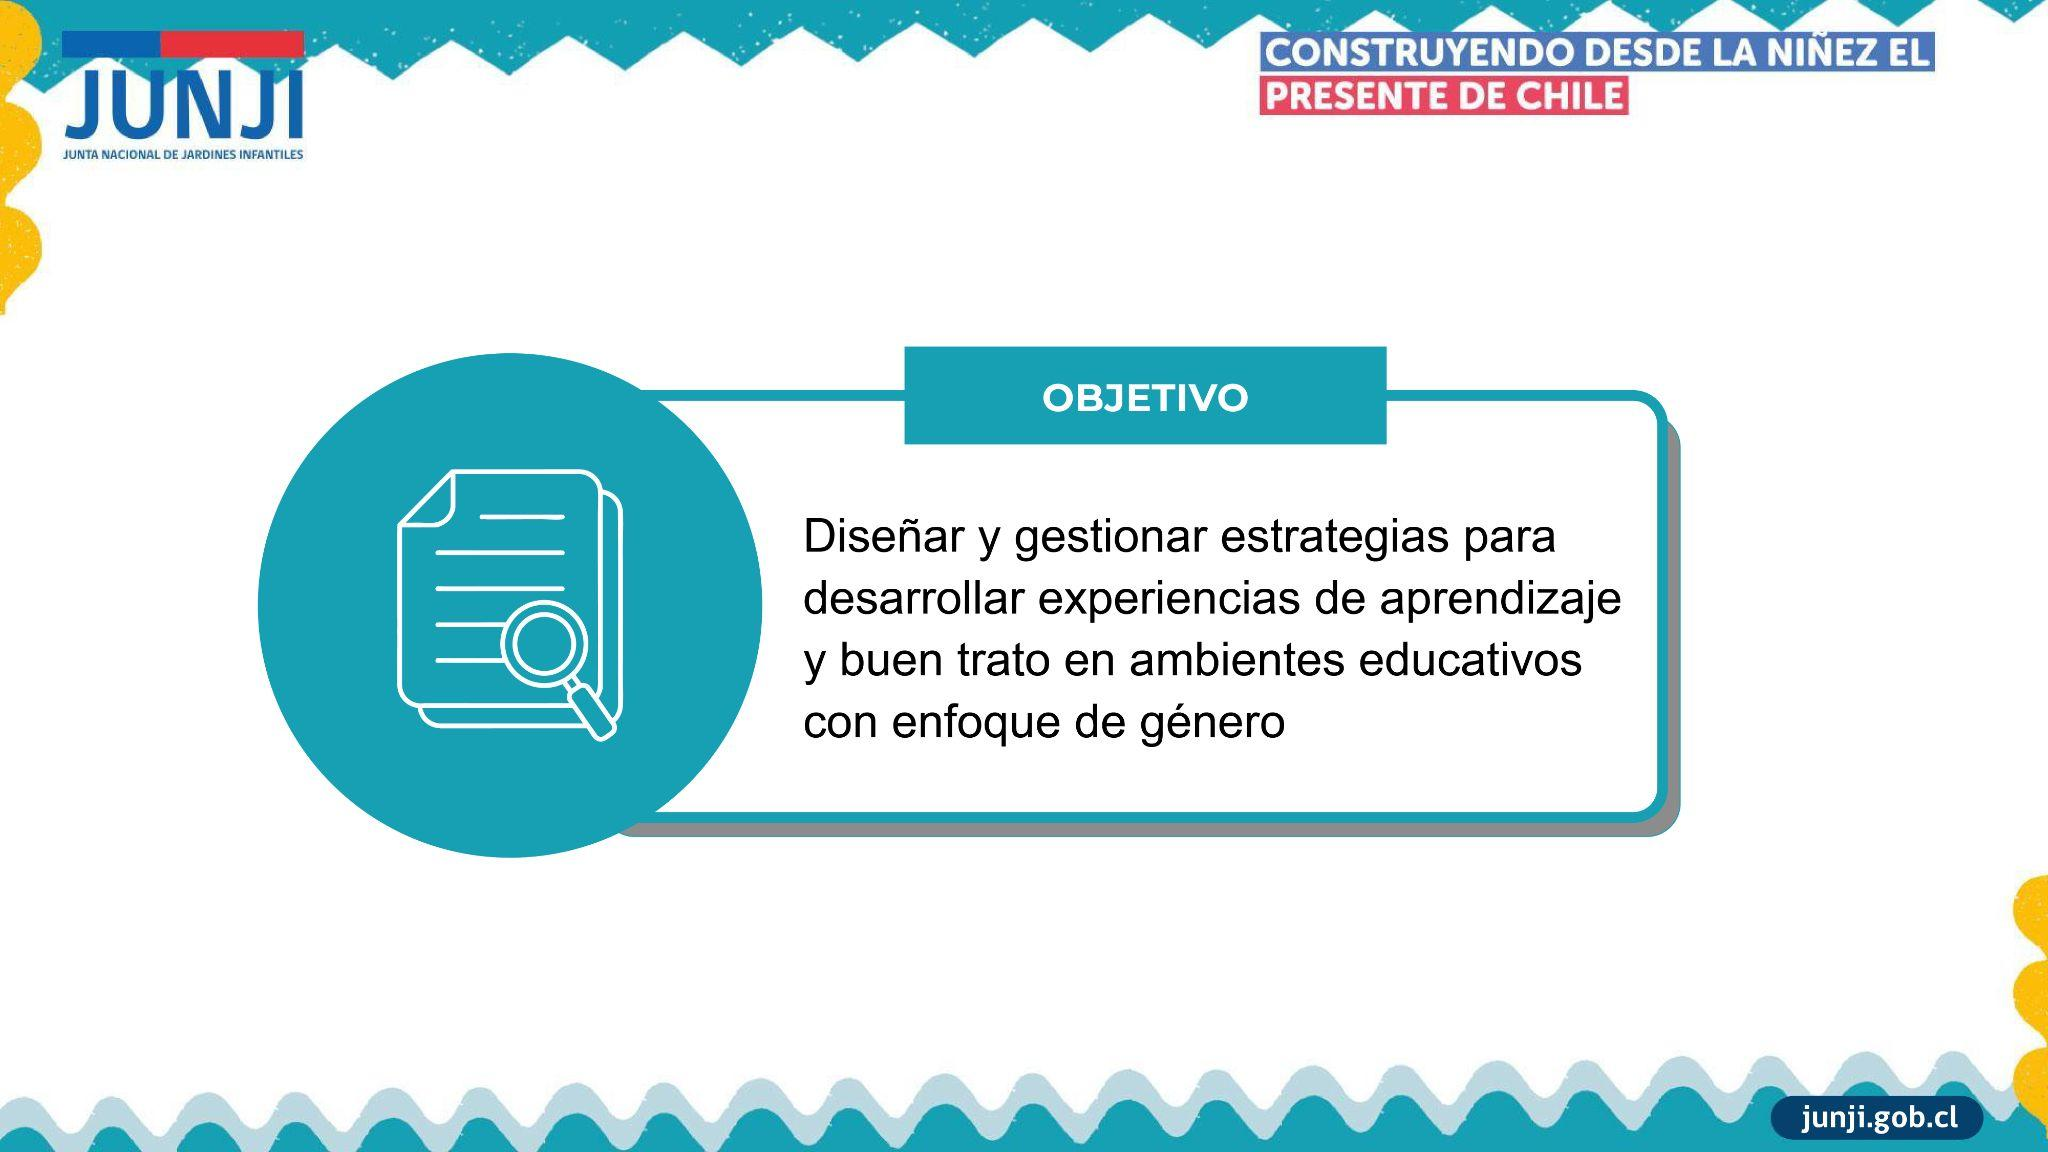 JUNJI
JUNTA NACIONAL DE JARDINES INFANTILES
CONSTRUYENDO DESDE LA NIÑEZ EL
PRESENTE DE CHILE
OBJETIVO
Diseñar y gestionar estrategias para
desarrollar experiencias de aprendizaje
y buen trato en ambientes educativos
con enfoque de género
junji.gob.cl